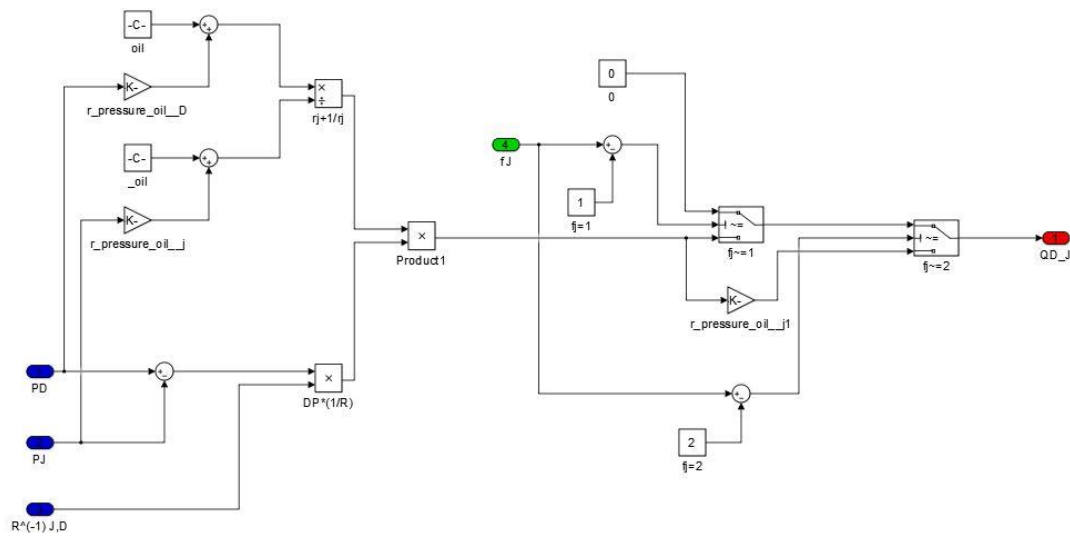 -C-
oil
K-
r_pressure_oil__D
×
÷
rj+1/rj
-C-
_oil
K-
r_pressure_oil__j
×
Product1
0
0
4
fJ
1
fj=1
~=
fj~=1
~=
fj~=2
1
QD_J
K-
r_pressure_oil__j1
PD
×
DP*(1/R)
PJ
2
fj=2
R^(-1) J,D